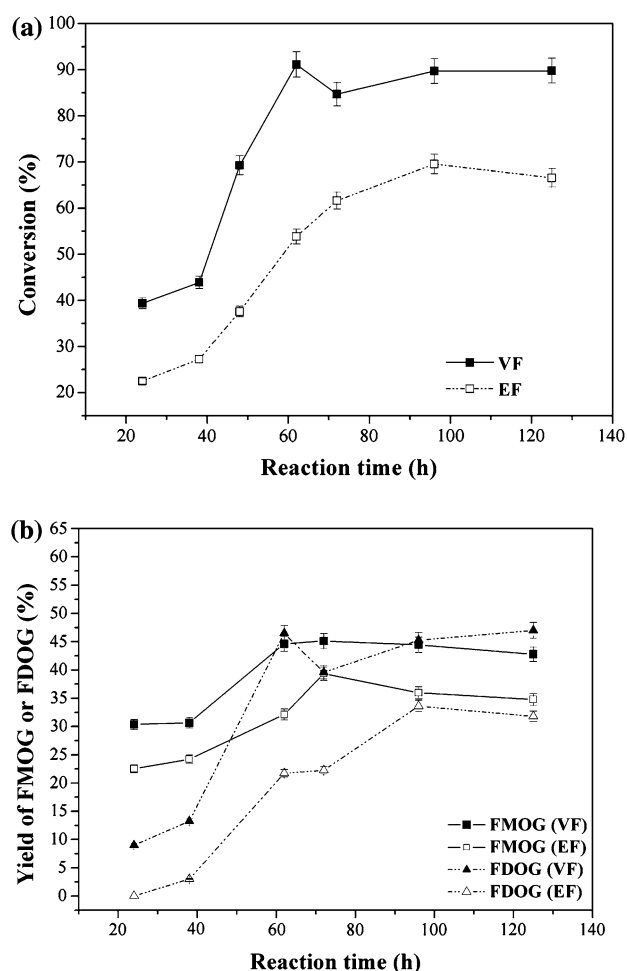 (a)
Conversion (%)
100
90
80
70
60
50
40
30
20
VF
EF
20 40 60 80 100 120 140
Reaction time (h)
(b)
Yield of FMOG or FDOG (%)
65
60
55
50
45
40
35
30
25
20
15
10
5
0
FMOG (VF)
FMOG (EF)
FDOG (VF)
FDOG (EF)
20 40 60 80 100 120 140
Reaction time (h)